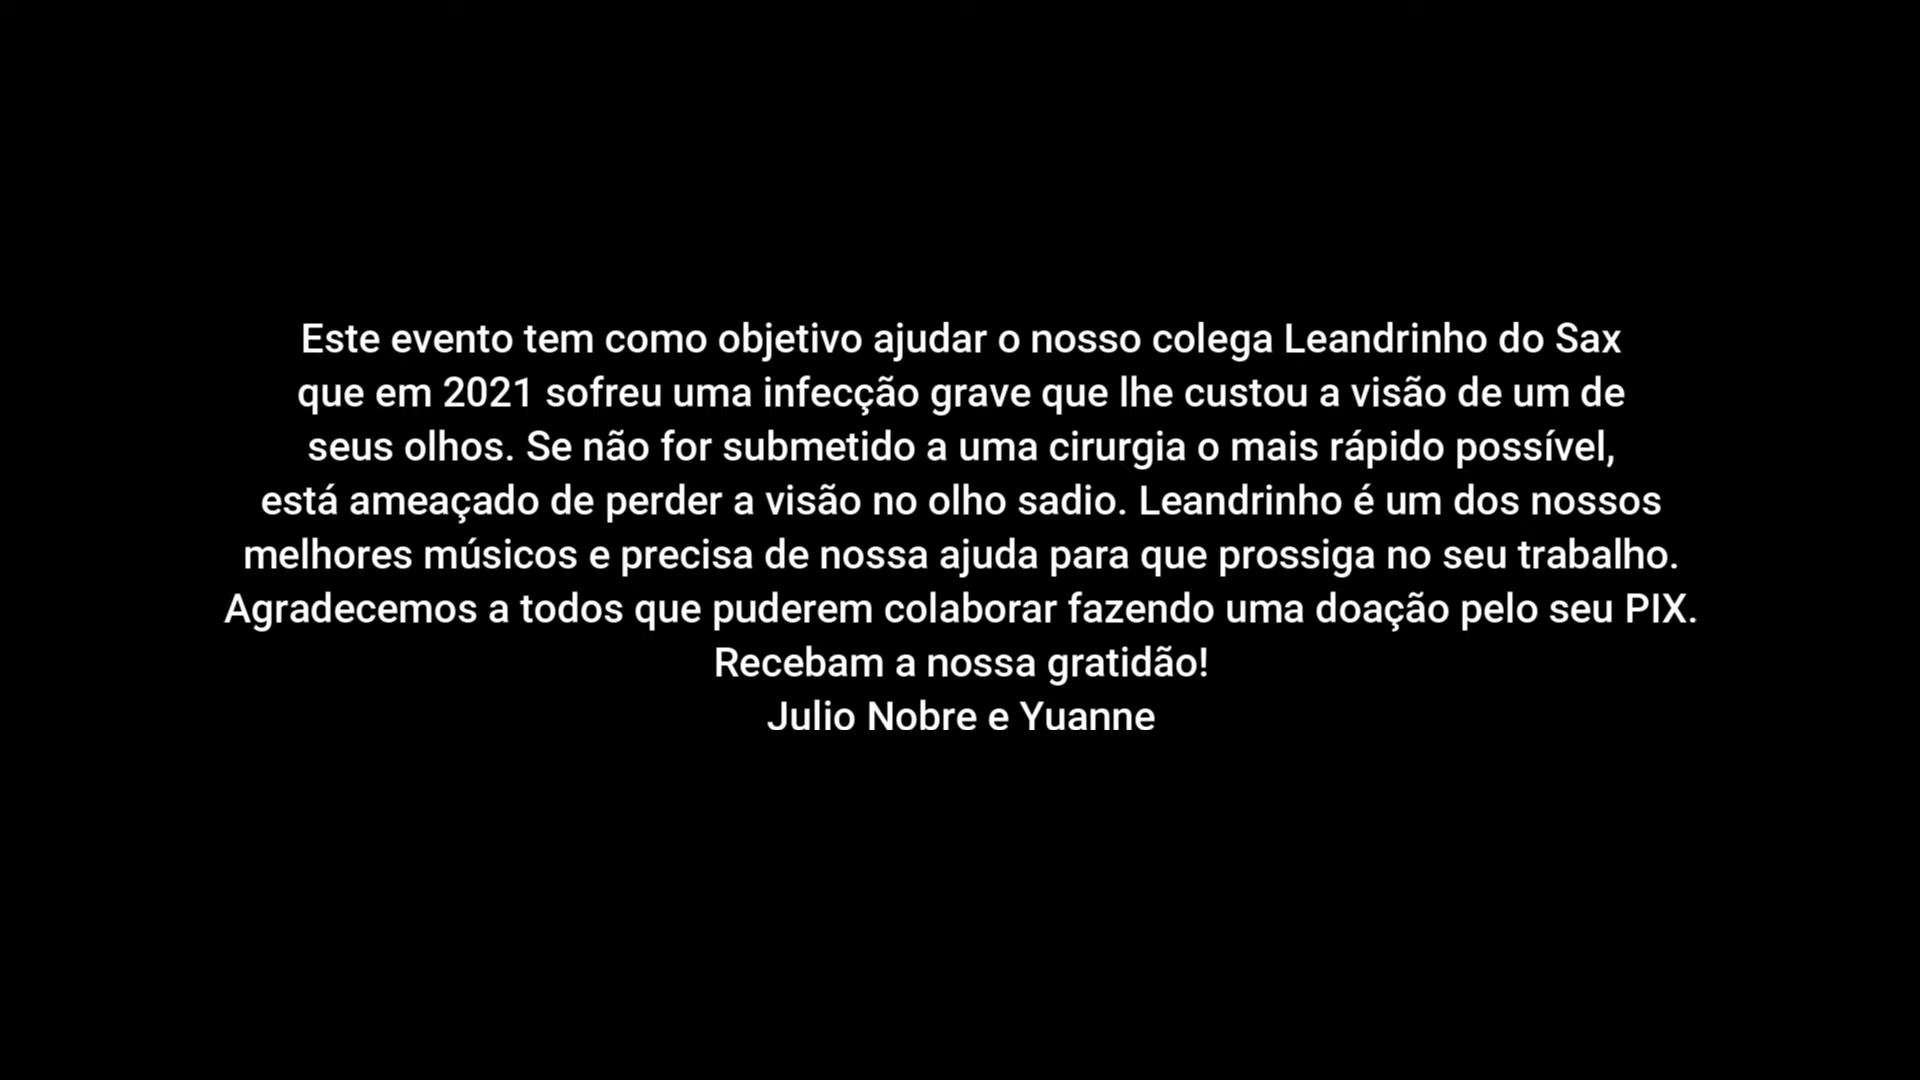 Este evento tem como objetivo ajudar o nosso colega Leandrinho do Sax
que em 2021 sofreu uma infecção grave que lhe custou a visão de um de
seus olhos. Se não for submetido a uma cirurgia o mais rápido possível,
está ameaçado de perder a visão no olho sadio. Leandrinho é um dos nossos
melhores músicos e precisa de nossa ajuda para que prossiga no seu trabalho.
Agradecemos a todos que puderem colaborar fazendo uma doação pelo seu PIX.
Recebam a nossa gratidão!
Julio Nobre e Yuanne